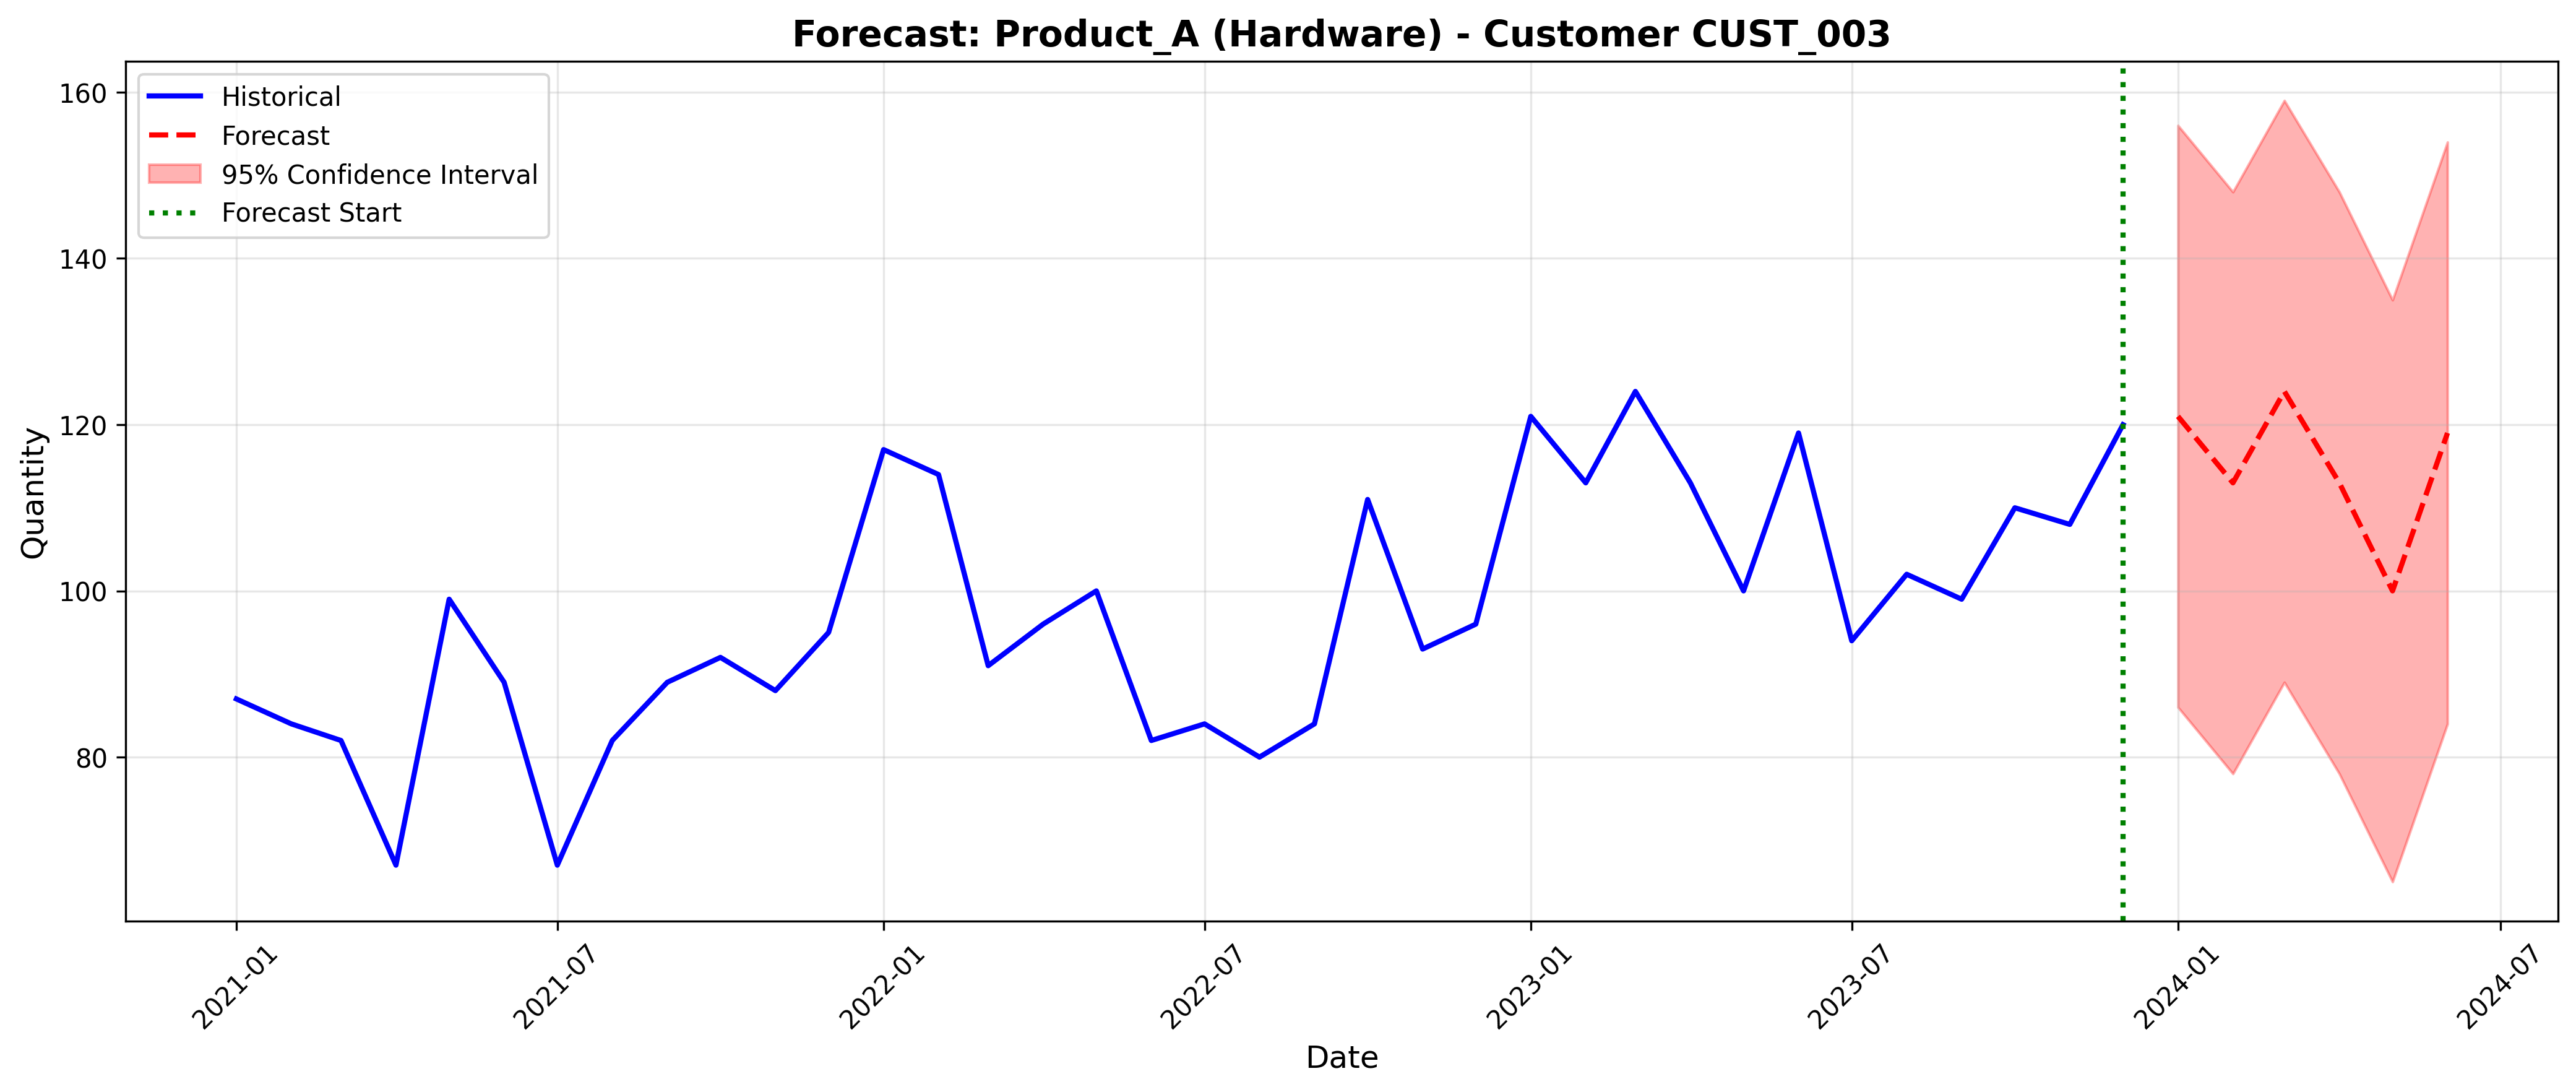 Forecast: Product_A (Hardware) - Customer CUST_003
Historical
Forecast
95% Confidence Interval
Forecast Start
160
140
120
100
80
Quantity
2021-01
2021-07
2022-01
2022-07
2023-01
2023-07
2024-01
2024-07
Date